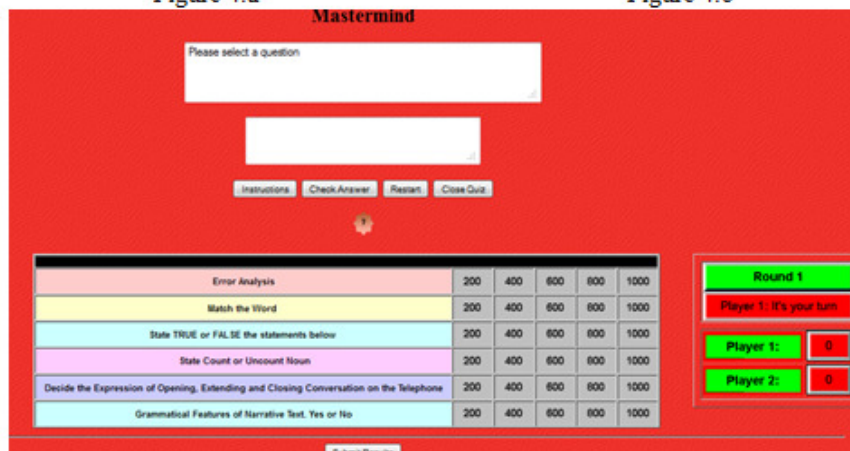 Mastermind
Please select a question
Instructions Check Answer Restart Close Quiz
?
Error Analysis 200 400 600 800 1000
Match the Word 200 400 600 800 1000
State TRUE or FALSE the statements below 200 400 600 800 1000
State Count or Uncount Noun 200 400 600 800 1000
Decide the Expression of Opening, Extending and Closing Conversation on the Telephone 200 400 600 800 1000
Grammatical Features of Narrative Text. Yes or No 200 400 600 800 1000
Round 1
Player 1: It's your turn
Player 1: 0
Player 2: 0